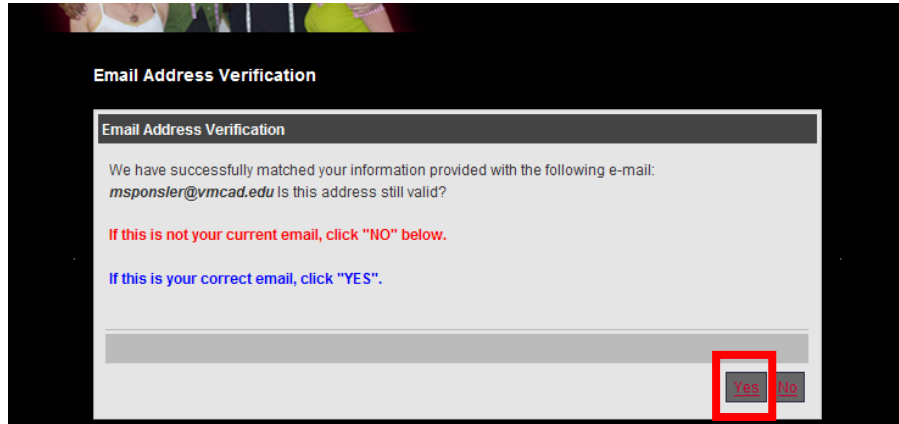 Email Address Verification
Email Address Verification
We have successfully matched your information provided with the following e-mail:
msponsler@vmcad.edu Is this address still valid?
If this is not your current email, click "NO" below.
If this is your correct email, click "YES".
Yes No